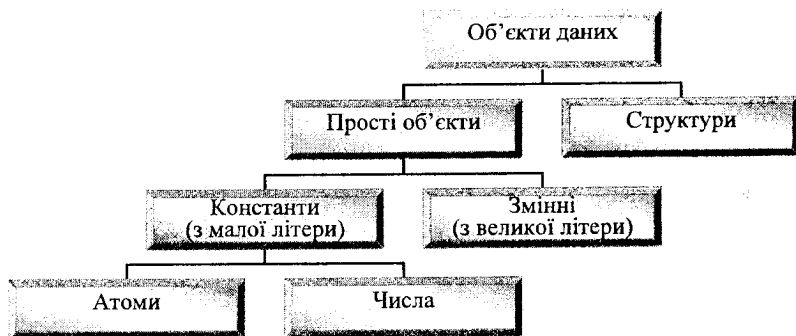 Об’єкти даних
Прості об’єкти
Структури
Константи
(з малої літери)
Змінні
(з великої літери)
Атоми
Числа